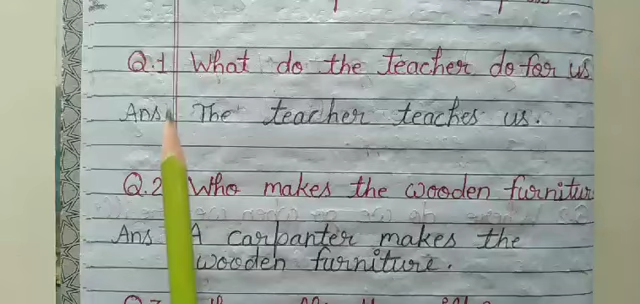 Q.1 What do the teacher do for us
Ans. The teacher teaches us.
Q.2 Who makes the wooden furnitur
Ans A carpanter makes the
wooden furniture.